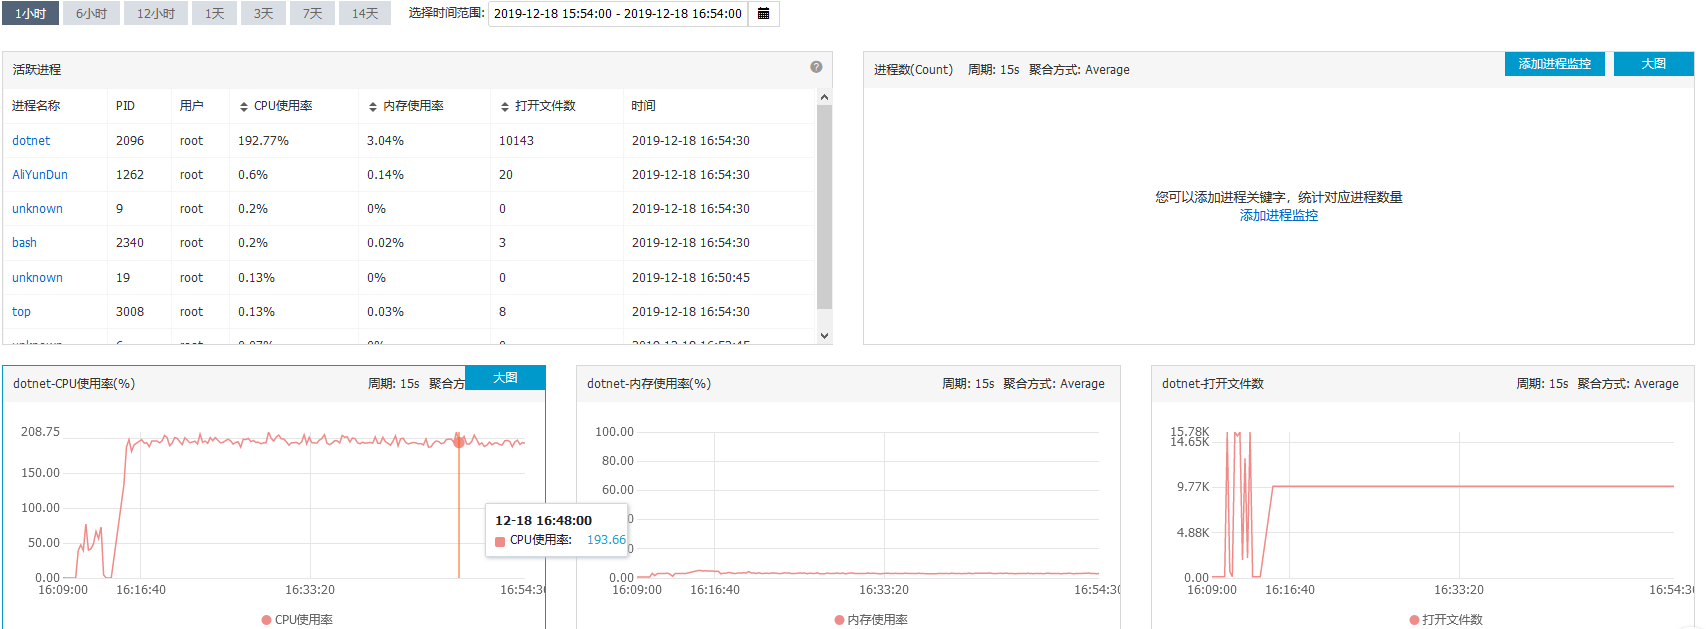 1小时 6小时 12小时 1天 3天 7天 14天 选择时间范围: 2019-12-18 15:54:00 - 2019-12-18 16:54:00
活跃进程
进程名称 PID 用户 CPU使用率 内存使用率 打开文件数 时间
dotnet 2096 root 192.77% 3.04% 10143 2019-12-18 16:54:30
AliYunDun 1262 root 0.6% 0.14% 20 2019-12-18 16:54:30
unknown 9 root 0.2% 0% 0 2019-12-18 16:54:30
bash 2340 root 0.2% 0.02% 3 2019-12-18 16:54:30
unknown 19 root 0.13% 0% 0 2019-12-18 16:50:45
top 3008 root 0.13% 0.03% 8 2019-12-18 16:54:30
进程数(Count) 周期: 15s 聚合方式: Average 添加进程监控 大图
您可以添加进程关键字，统计对应进程数量
添加进程监控
dotnet-CPU使用率(%) 周期: 15s 聚合方 大图
208.75
150.00
100.00
50.00
0.00
16:09:00 16:16:40 16:33:20 16:54:30
12-18 16:48:00
CPU使用率: 193.66
CPU使用率
dotnet-内存使用率(%) 周期: 15s 聚合方式: Average
100.00
80.00
60.00
0.00
16:09:00 16:16:40 16:33:20 16:54:30
内存使用率
dotnet-打开文件数 周期: 15s 聚合方式: Average
15.78K
14.65K
9.77K
4.88K
0.00
16:09:00 16:16:40 16:33:20 16:54:3
打开文件数